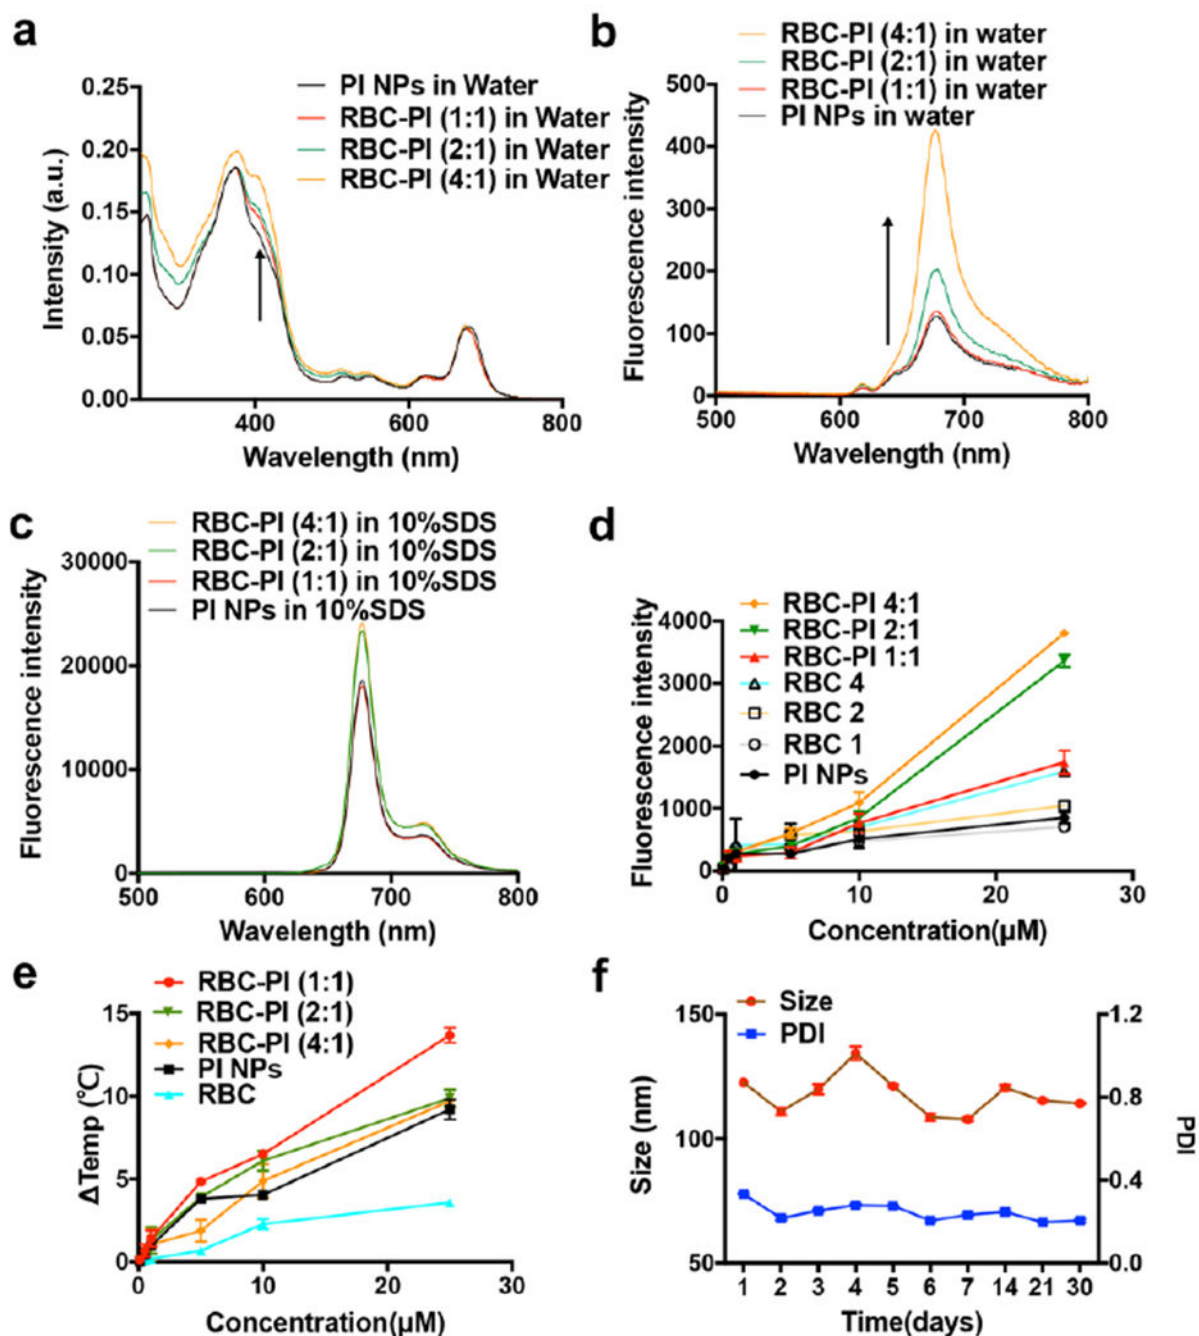 a
PI NPs in Water
RBC-PI (1:1) in Water
RBC-PI (2:1) in Water
RBC-PI (4:1) in Water
Intensity (a.u.)
0.25
0.20
0.15
0.10
0.05
0.00
400
600
800
Wavelength (nm)
b
RBC-PI (4:1) in water
RBC-PI (2:1) in water
RBC-PI (1:1) in water
PI NPs in water
Fluorescence intensity
500
400
300
200
100
0
500
600
700
800
Wavelength (nm)
c
RBC-PI (4:1) in 10%SDS
RBC-PI (2:1) in 10%SDS
RBC-PI (1:1) in 10%SDS
PI NPs in 10%SDS
Fluorescence intensity
30000
20000
10000
0
500
600
700
800
Wavelength (nm)
d
RBC-PI 4:1
RBC-PI 2:1
RBC-PI 1:1
RBC 4
RBC 2
RBC 1
PI NPs
Fluorescence intensity
4000
3000
2000
1000
0
0
10
20
30
Concentration(μM)
e
RBC-PI (1:1)
RBC-PI (2:1)
RBC-PI (4:1)
PI NPs
RBC
ΔTemp (℃)
15
10
5
0
0
10
20
30
Concentration(μM)
f
Size
PDI
Size (nm)
150
100
50
1.2
0.8
0.4
0.0
PDI
1 2 3 4 5 6 7 14 21 30
Time(days)